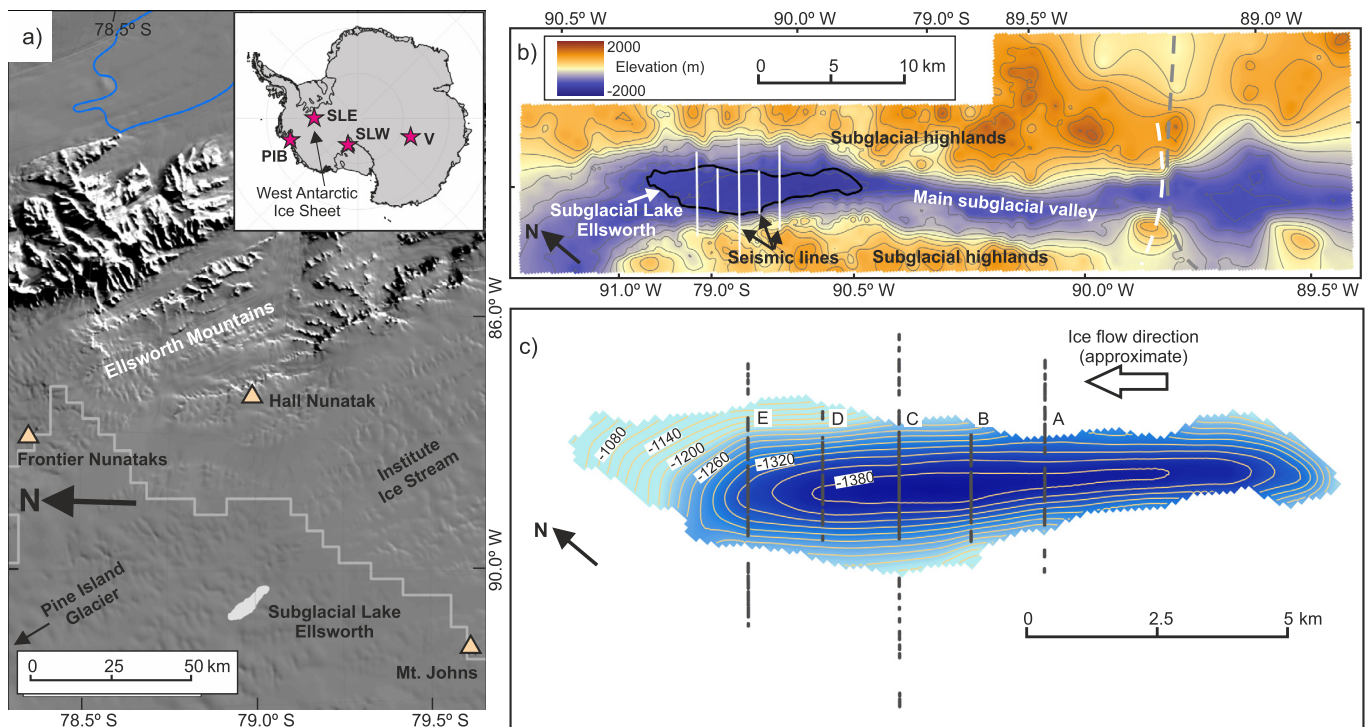 a)
78.5° S
SLE
SLW
V
PIB
West Antarctic
Ice Sheet
Ellsworth Mountains
86.0° W
Hall Nunatak
Frontier Nunataks
Institute
Ice Stream
N
90.0° W
Pine Island
Glacier
Subglacial Lake
Ellsworth
Mt. Johns
0 25 50 km
78.5° S 79.0° S 79.5° S
90.5° W 90.0° W 79.0° S 89.5° W 89.0° W
b)
2000
Elevation (m)
-2000
0 5 10 km
Subglacial highlands
Subglacial Lake
Ellsworth
Main subglacial valley
N
Seismic lines
Subglacial highlands
91.0° W 79.0° S 90.5° W 90.0° W 89.5° W
c)
Ice flow direction
(approximate)
E D C B A
-1080
-1140
-1200
-1260
-1320
-1380
N
0 2.5 5 km